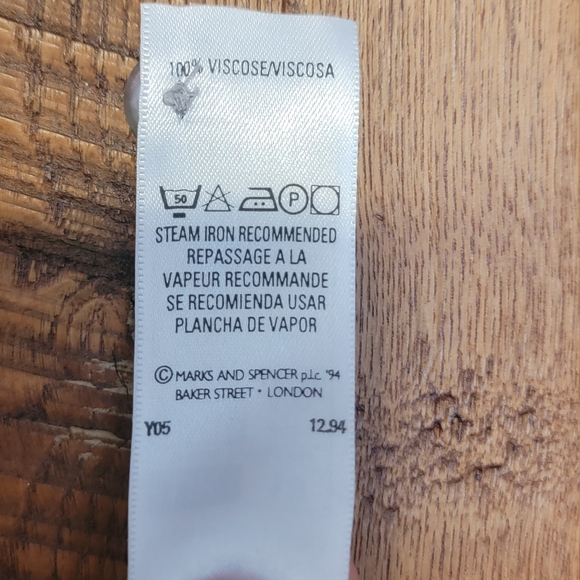 100% VISCOSE/VISCOSA
50 P
STEAM IRON RECOMMENDED
REPASSAGE A LA
VAPEUR RECOMMANDE
SE RECOMIENDA USAR
PLANCHA DE VAPOR
© MARKS AND SPENCER p.l.c. '94
BAKER STREET • LONDON
Y05 12.94